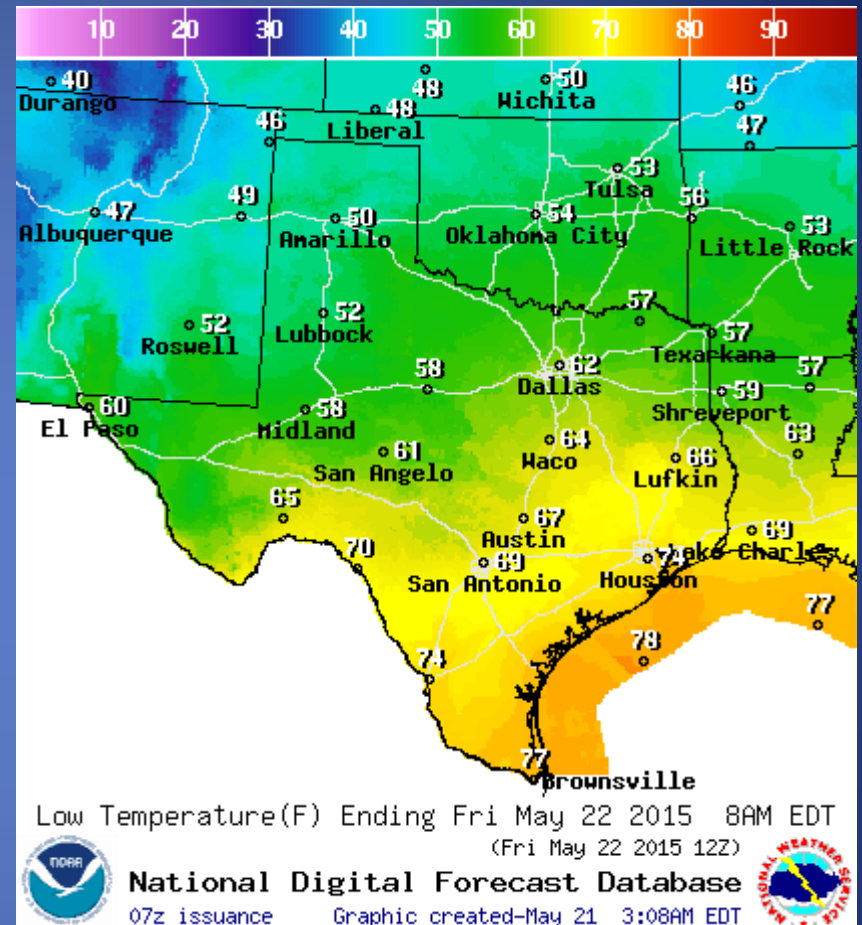 10 20 30 40 50 60 70 80 90
40
Durango
48
50
Wichita
46
48
Liberal
46
47
53
Tulsa
47
Albuquerque
49
50
Amarillo
54
Oklahoma City
56
53
Little Rock
52
Roswell
52
Lubbock
57
57
Texarkana
62
Dallas
58
59
Shreveport
57
60
El Paso
58
Midland
61
San Angelo
64
Waco
66
Lufkin
63
65
67
Austin
69
Lake Charles
70
69
San Antonio
74
Houston
77
78
74
77
Brownsville
Low Temperature(F) Ending Fri May 22 2015 8AM EDT
(Fri May 22 2015 12Z)
NOAA
National Digital Forecast Database
07z issuance Graphic created-May 21 3:08AM EDT
NATIONAL WEATHER SERVICE